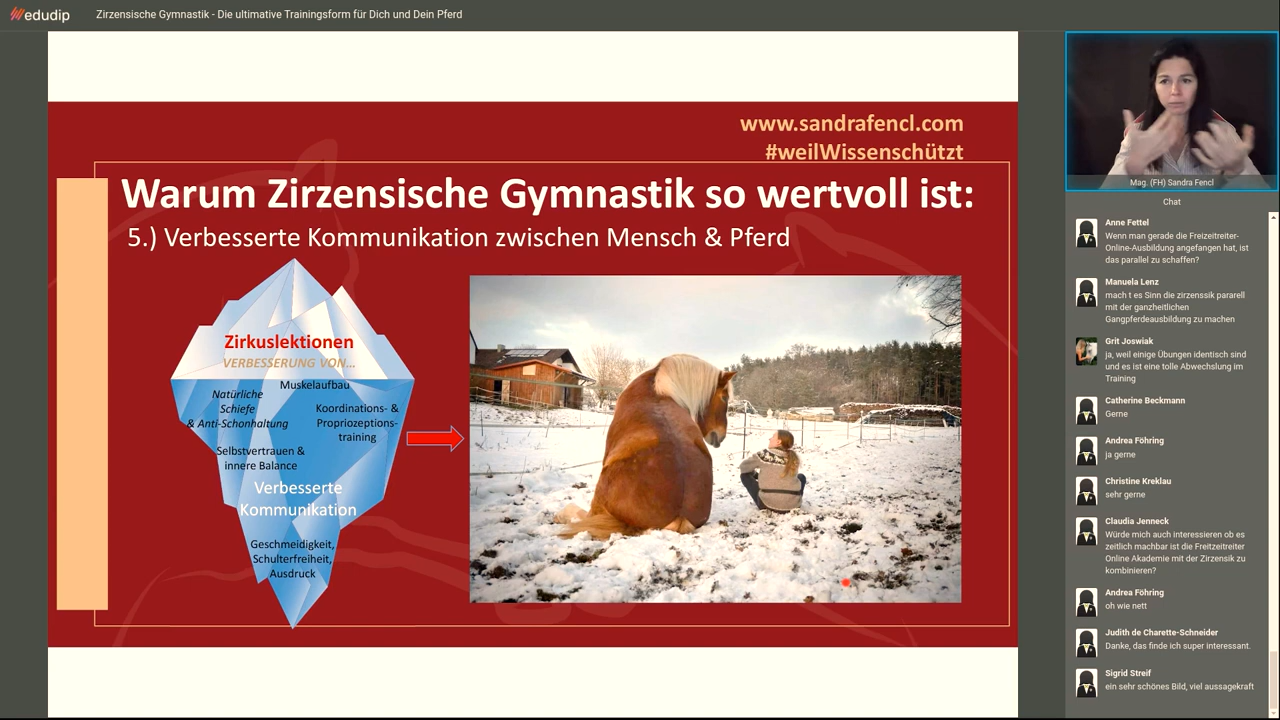 edudip
Zirzensische Gymnastik - Die ultimative Trainingsform für Dich und Dein Pferd
www.sandrafencl.com
#weilWissenschützt
Warum Zirzensische Gymnastik so wertvoll ist:
5.) Verbesserte Kommunikation zwischen Mensch & Pferd
Zirkuslektionen
VERBESSERUNG VON...
Muskelaufbau
Natürliche
Schiefe
& Anti-Schonhaltung
Koordinations- &
Propriozeptions-
training
Selbstvertrauen &
innere Balance
Verbesserte
Kommunikation
Geschmeidigkeit,
Schulterfreiheit,
Ausdruck
Mag. (FH) Sandra Fencl
Chat
Anne Fettel
Wenn man gerade die Freizeitreiter-
Online-Ausbildung angefangen hat, ist
das parallel zu schaffen?
Manuela Lenz
mach t es Sinn die zirzenssik pararell
mit der ganzheitlichen
Gangpferdeausbildung zu machen
Grit Joswiak
ja, weil einige Übungen identisch sind
und es ist eine tolle Abwechslung im
Training
Catherine Beckmann
Gerne
Andrea Föhring
ja gerne
Christine Kreklau
sehr gerne
Claudia Jenneck
Würde mich auch interessieren ob es
zeitlich machbar ist die Freitzeitreiter
Online Akademie mit der Zirzensik zu
kombinieren?
Andrea Föhring
oh wie nett
Judith de Charette-Schneider
Danke, das finde ich super interessant.
Sigrid Streif
ein sehr schönes Bild, viel aussagekraft